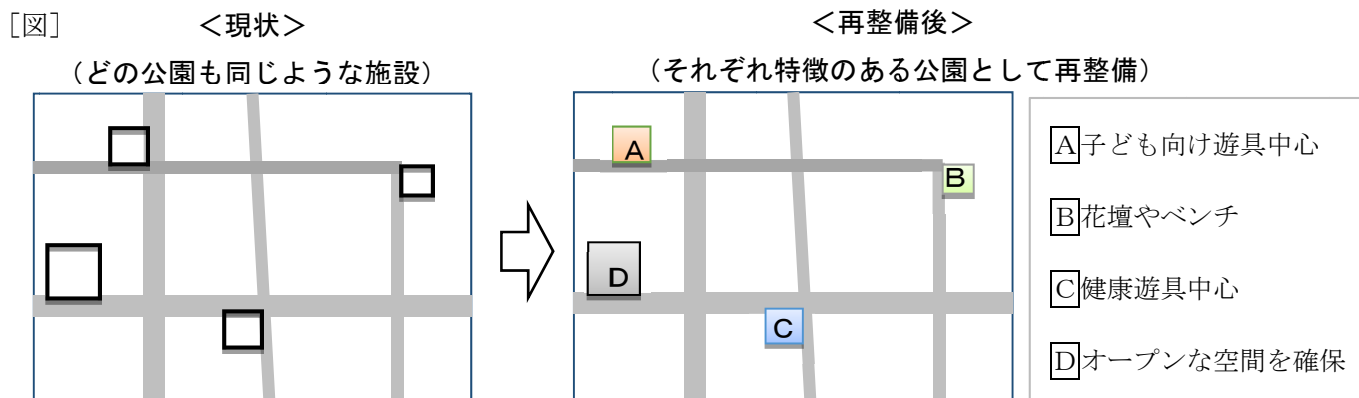 ［図］
＜現状＞
（どの公園も同じような施設）
＜再整備後＞
（それぞれ特徴のある公園として再整備）
A
B
D
C
A子ども向け遊具中心
B花壇やベンチ
C健康遊具中心
Dオープンな空間を確保